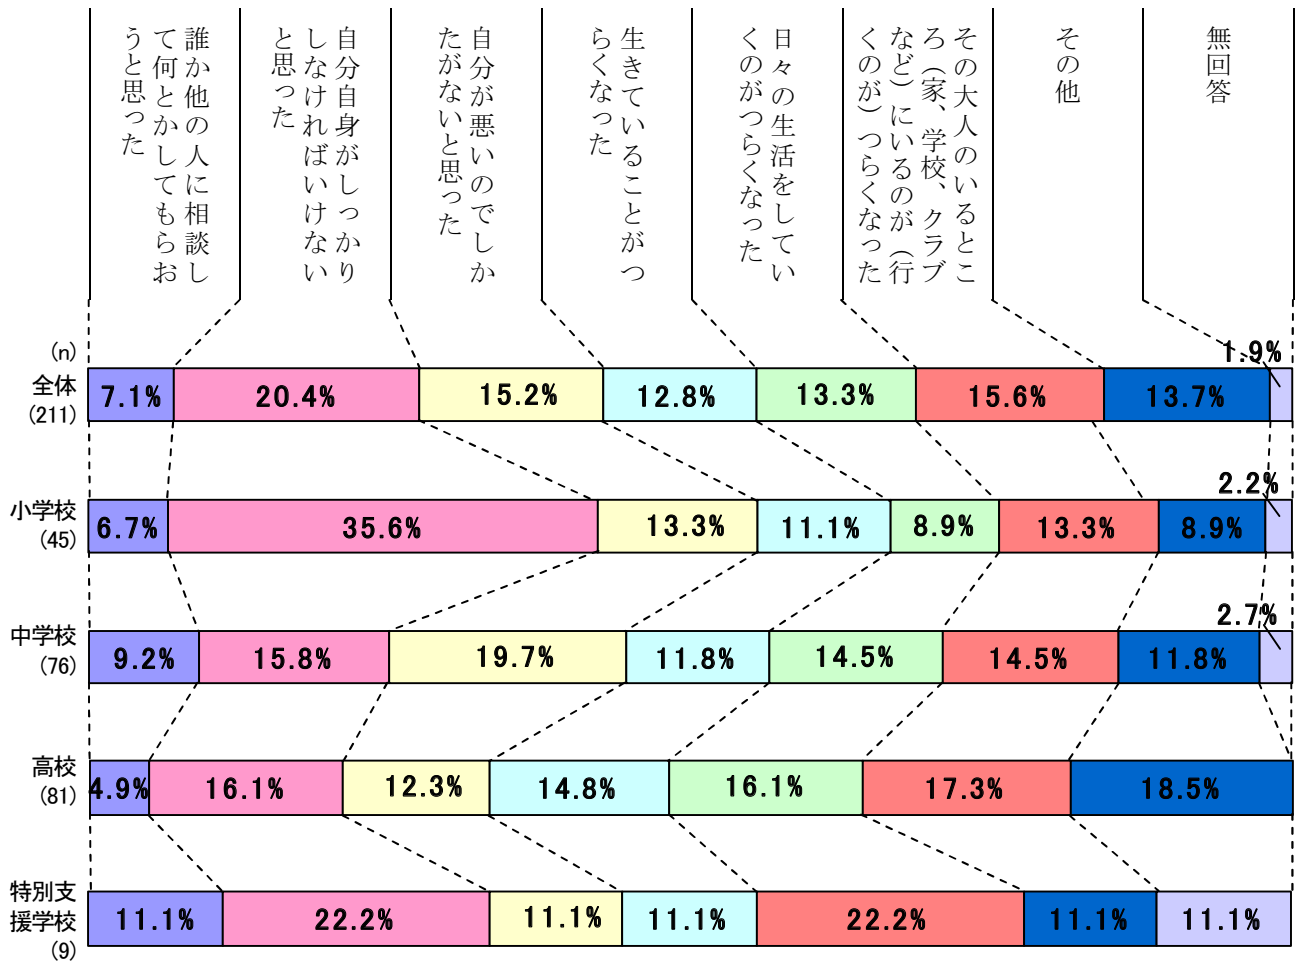 誰か他の人に相談し
て何とかしてもらお
うと思った
自分自身がしっかり
しなければいけない
と思った
自分が悪いのでしか
たがないと思った
生きていることがつ
らくなった
日々の生活をしてい
くのがつらくなった
その大人のいるとこ
ろ（家、学校、クラブ
など）にいるのが（行
くのが）つらくなった
その他
無回答
(n)
全体
(211)
7.1% 20.4% 15.2% 12.8% 13.3% 15.6% 13.7% 1.9%
小学校
(45)
6.7% 35.6% 13.3% 11.1% 8.9% 13.3% 8.9% 2.2%
中学校
(76)
9.2% 15.8% 19.7% 11.8% 14.5% 14.5% 11.8% 2.7%
高校
(81)
4.9% 16.1% 12.3% 14.8% 16.1% 17.3% 18.5%
特別支
援学校
(9)
11.1% 22.2% 11.1% 11.1% 22.2% 11.1% 11.1%